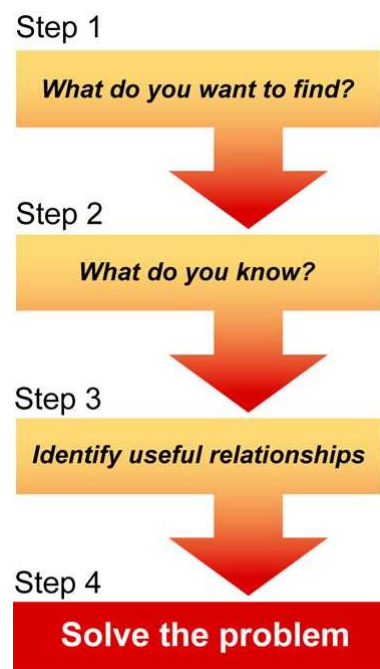 Step 1
What do you want to find?
Step 2
What do you know?
Step 3
Identify useful relationships
Step 4
Solve the problem